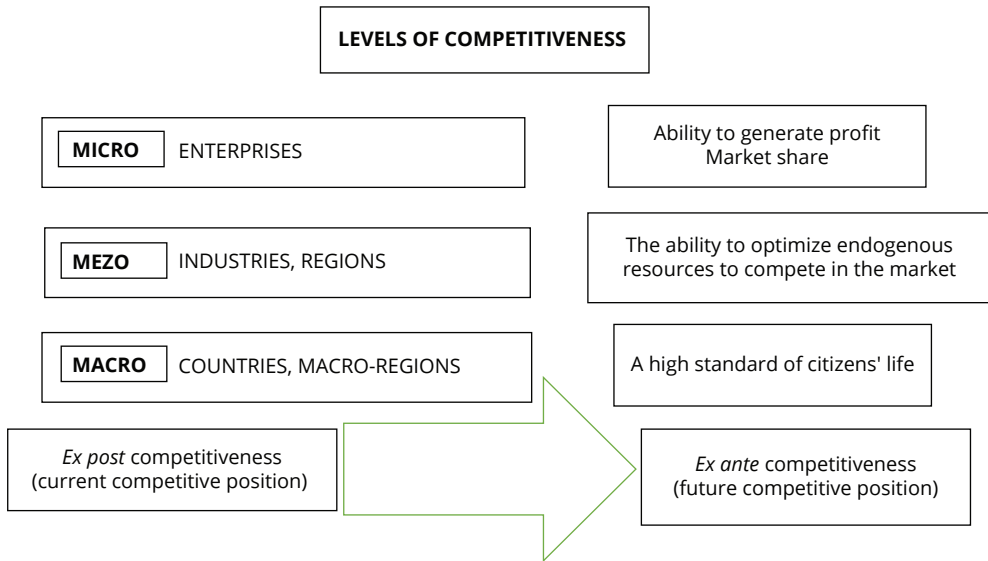 LEVELS OF COMPETITIVENESS
MICRO ENTERPRISES
Ability to generate profit
Market share
MEZO INDUSTRIES, REGIONS
The ability to optimize endogenous
resources to compete in the market
MACRO COUNTRIES, MACRO-REGIONS
A high standard of citizens' life
Ex post competitiveness
(current competitive position)
Ex ante competitiveness
(future competitive position)